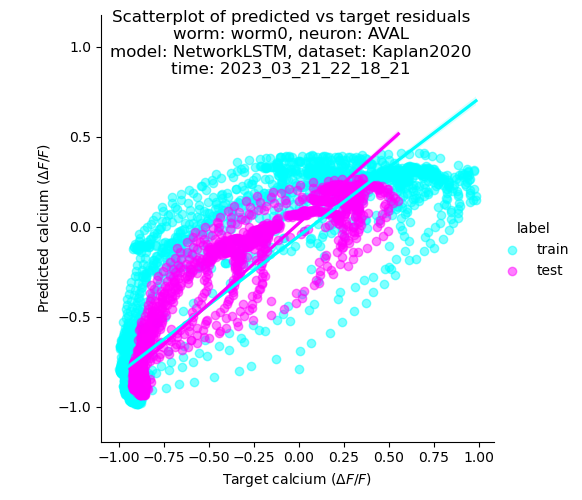 Scatterplot of predicted vs target residuals
worm: worm0, neuron: AVAL
model: NetworkLSTM, dataset: Kaplan2020
time: 2023_03_21_22_18_21
1.0
0.5
0.0
−0.5
−1.0
Predicted calcium (ΔF/F)
−1.00 −0.75 −0.50 −0.25 0.00 0.25 0.50 0.75 1.00
Target calcium (ΔF/F)
label
train
test